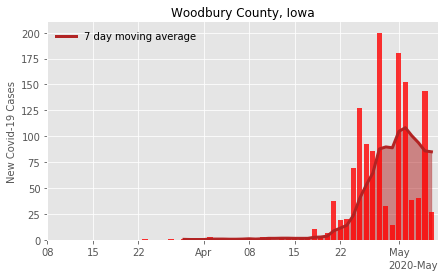 Woodbury County, Iowa
7 day moving average
New Covid-19 Cases
200
175
150
125
100
75
50
25
0
08 15 22 Apr 08 15 22 May
2020-May